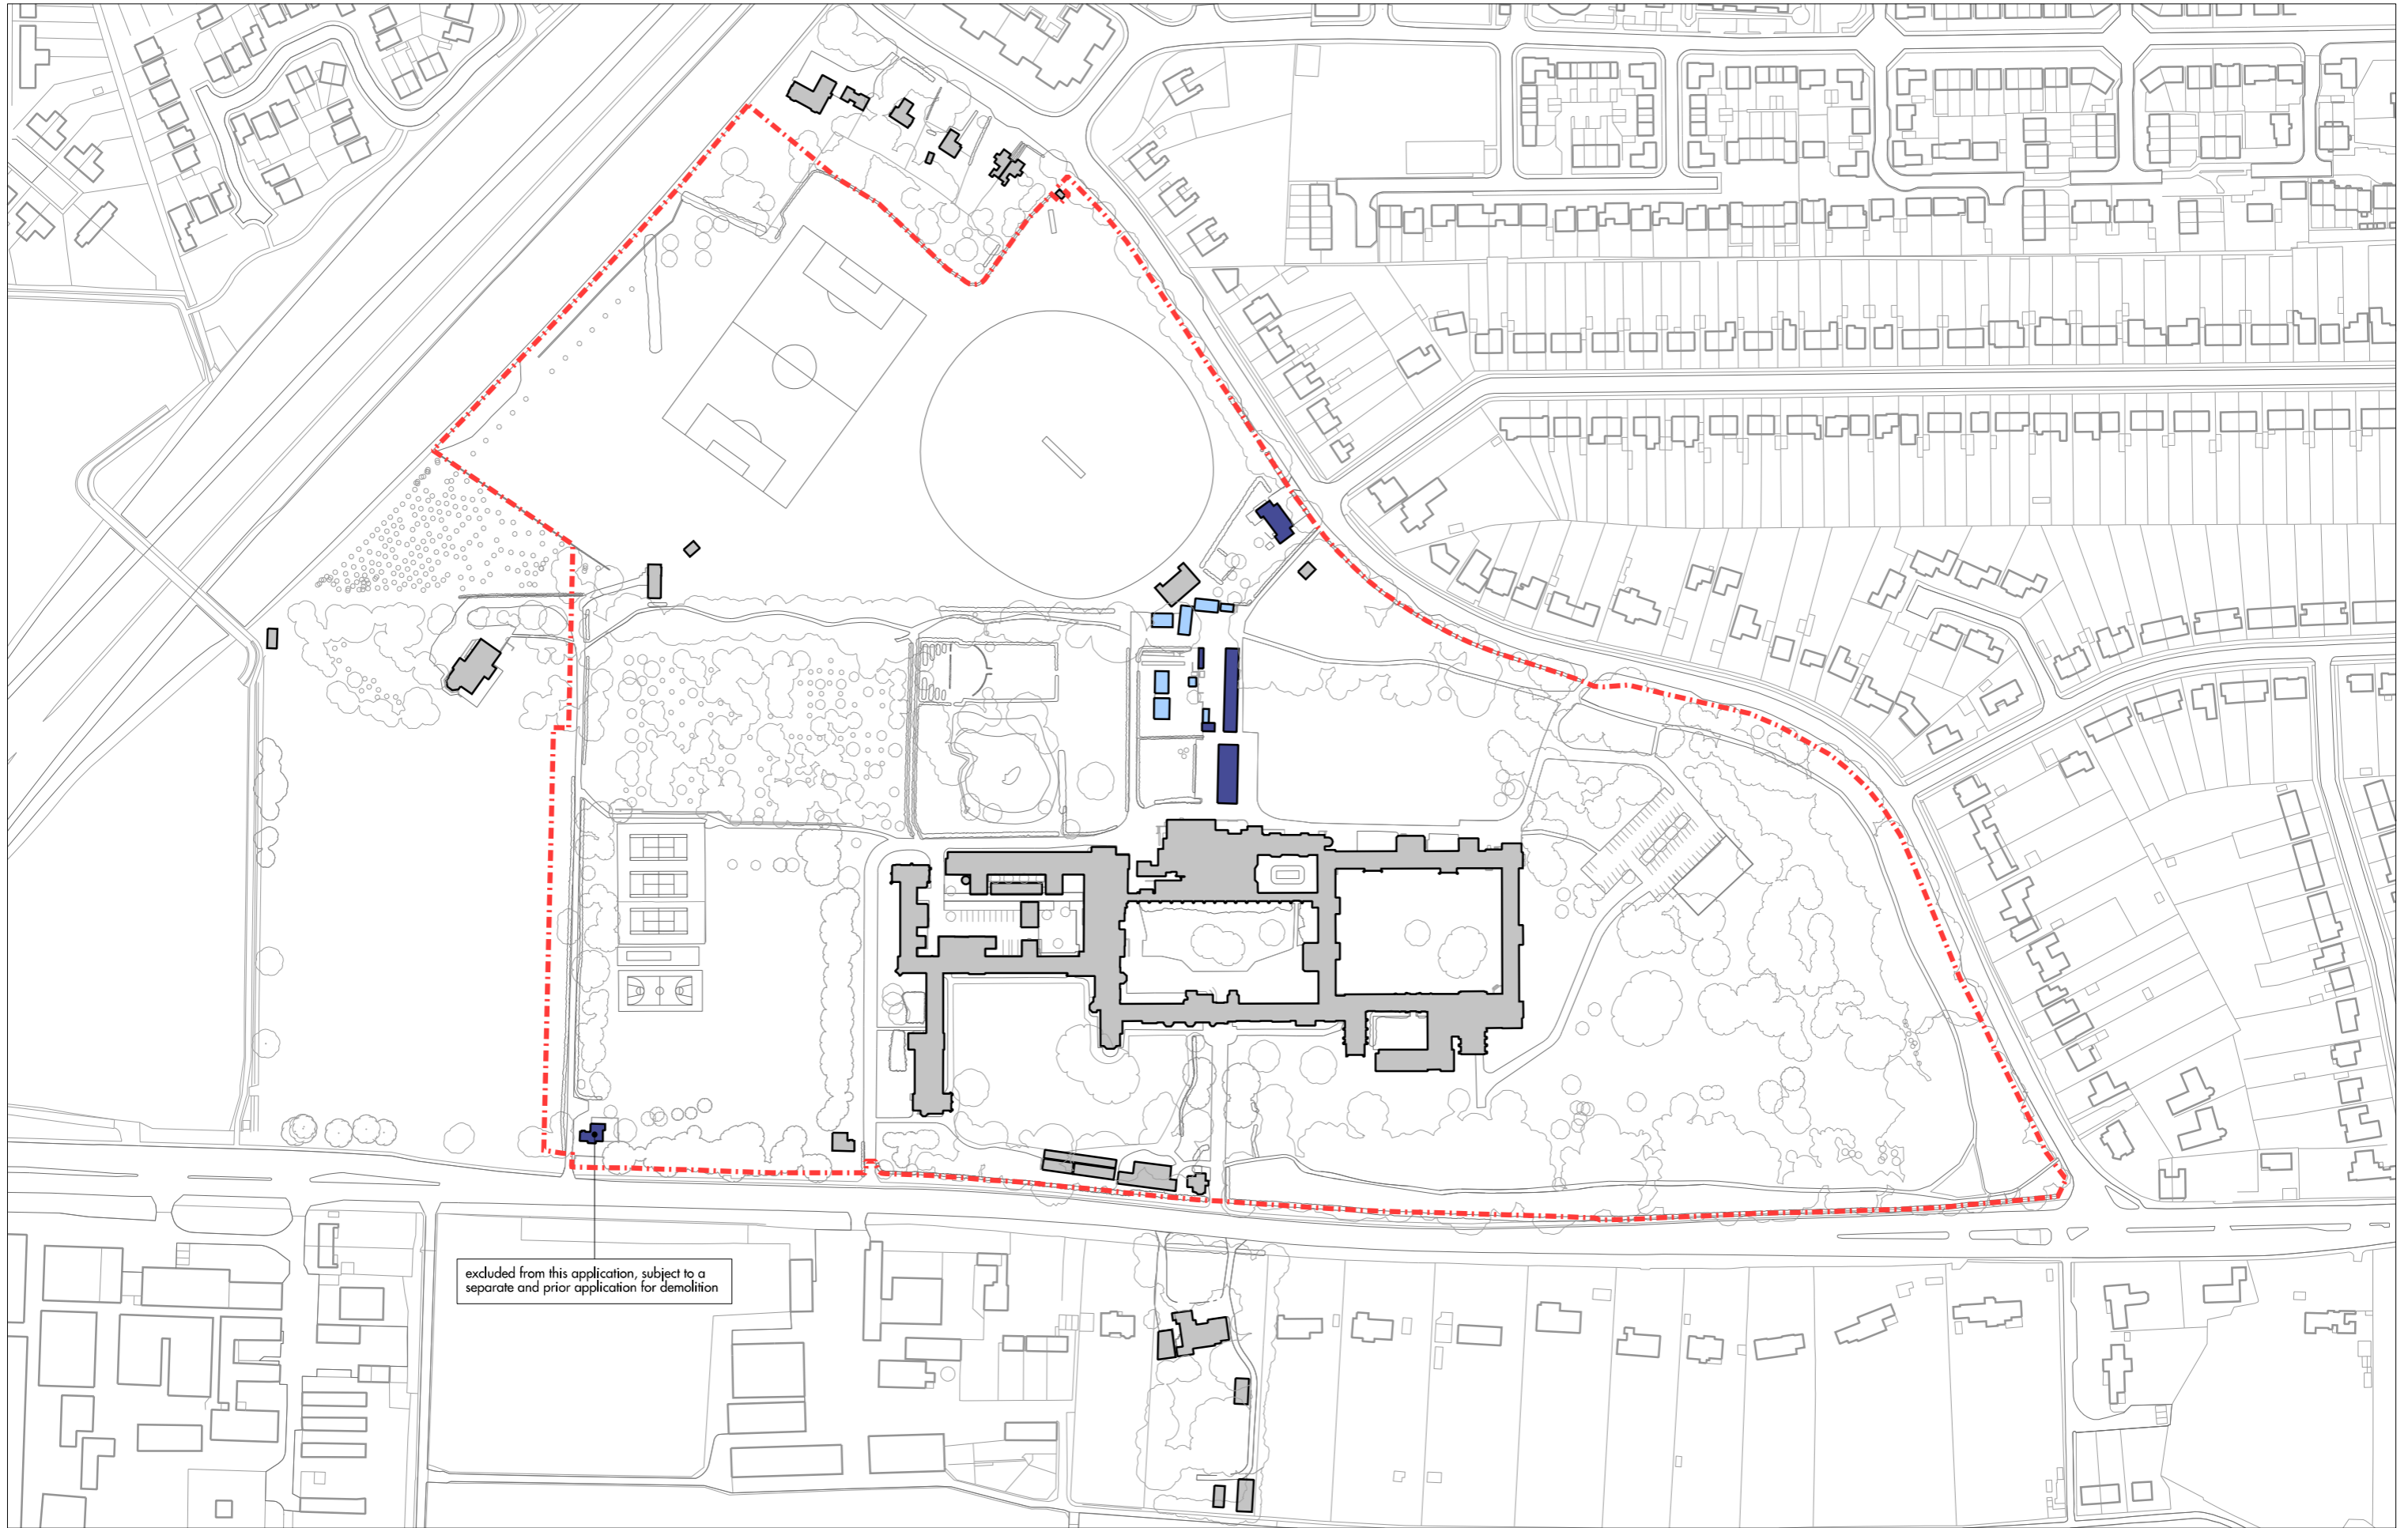 excluded from this application, subject to a
separate and prior application for demolition